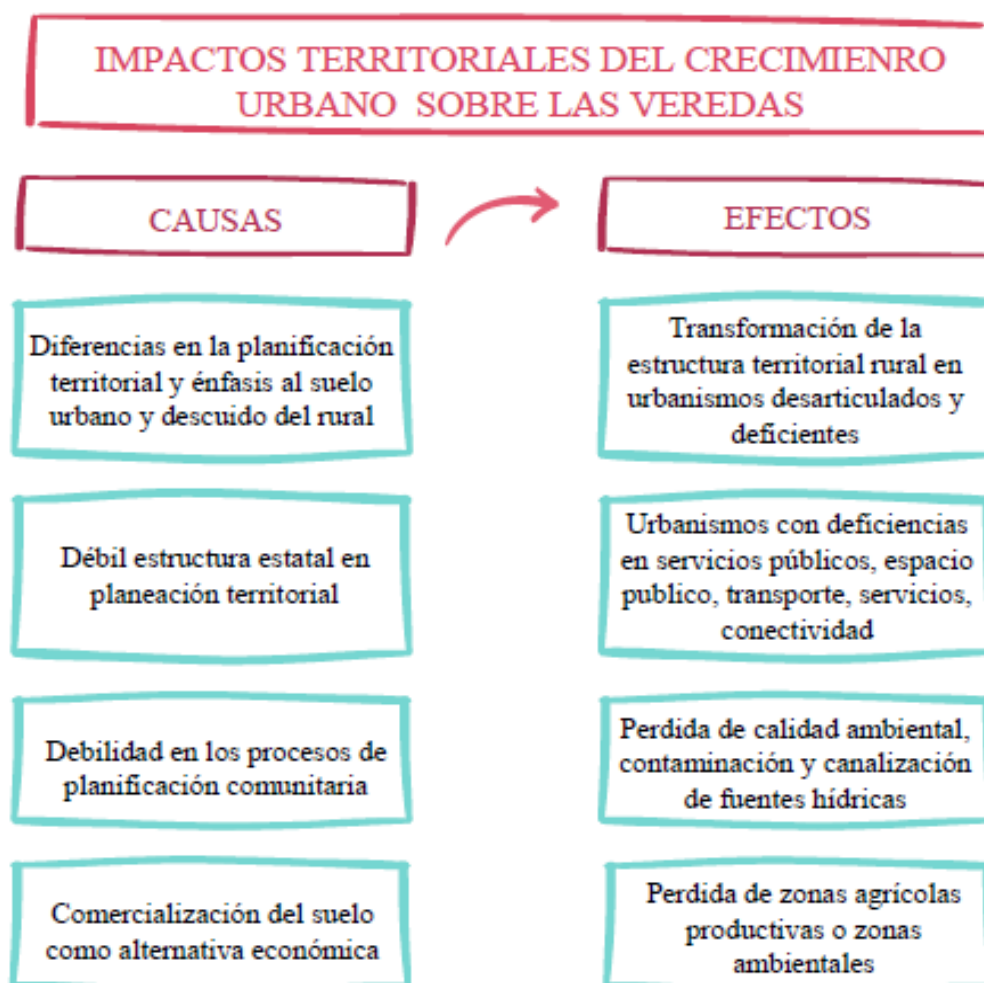 IMPACTOS TERRITORIALES DEL CRECIMIENRO
URBANO SOBRE LAS VEREDAS
CAUSAS
EFECTOS
Diferencias en la planificación
territorial y énfasis al suelo
urbano y descuido del rural
Transformación de la
estructura territorial rural en
urbanismos desarticulados y
deficientes
Débil estructura estatal en
planeación territorial
Urbanismos con deficiencias
en servicios públicos, espacio
publico, transporte, servicios,
conectividad
Debilidad en los procesos de
planificación comunitaria
Perdida de calidad ambiental,
contaminación y canalización
de fuentes hídricas
Comercialización del suelo
como alternativa económica
Perdida de zonas agrícolas
productivas o zonas
ambientales